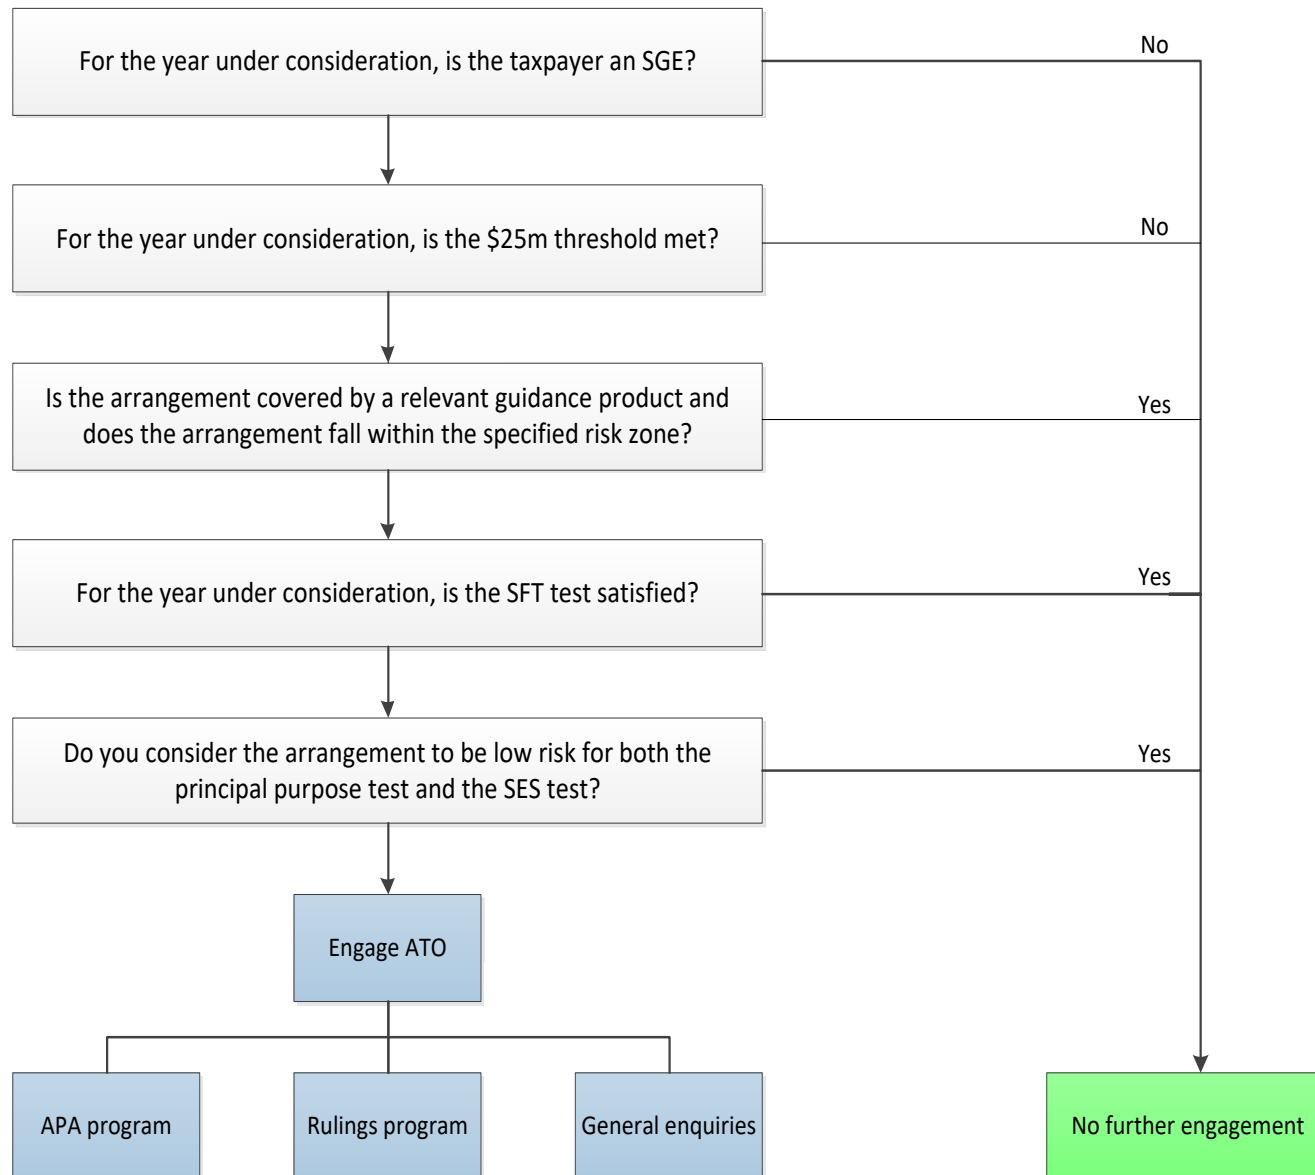 For the year under consideration, is the taxpayer an SGE?
No
For the year under consideration, is the $25m threshold met?
No
Is the arrangement covered by a relevant guidance product and
does the arrangement fall within the specified risk zone?
Yes
For the year under consideration, is the SFT test satisfied?
Yes
Do you consider the arrangement to be low risk for both the
principal purpose test and the SES test?
Yes
Engage ATO
APA program
Rulings program
General enquiries
No further engagement